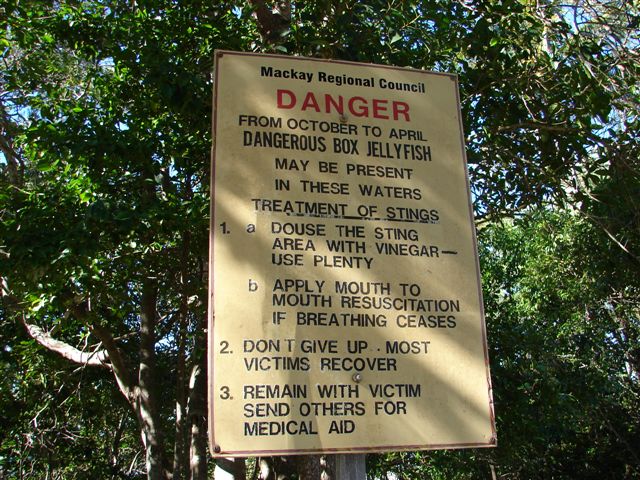 Mackay Regional Council
DANGER
FROM OCTOBER TO APRIL
DANGEROUS BOX JELLYFISH
MAY BE PRESENT
IN THESE WATERS
TREATMENT OF STINGS
1. a DOUSE THE STING
AREA WITH VINEGAR—
USE PLENTY
b APPLY MOUTH TO
MOUTH RESUSCITATION
IF BREATHING CEASES
2. DON'T GIVE UP.. MOST
VICTIMS RECOVER
3. REMAIN WITH VICTIM
SEND OTHERS FOR
MEDICAL AID